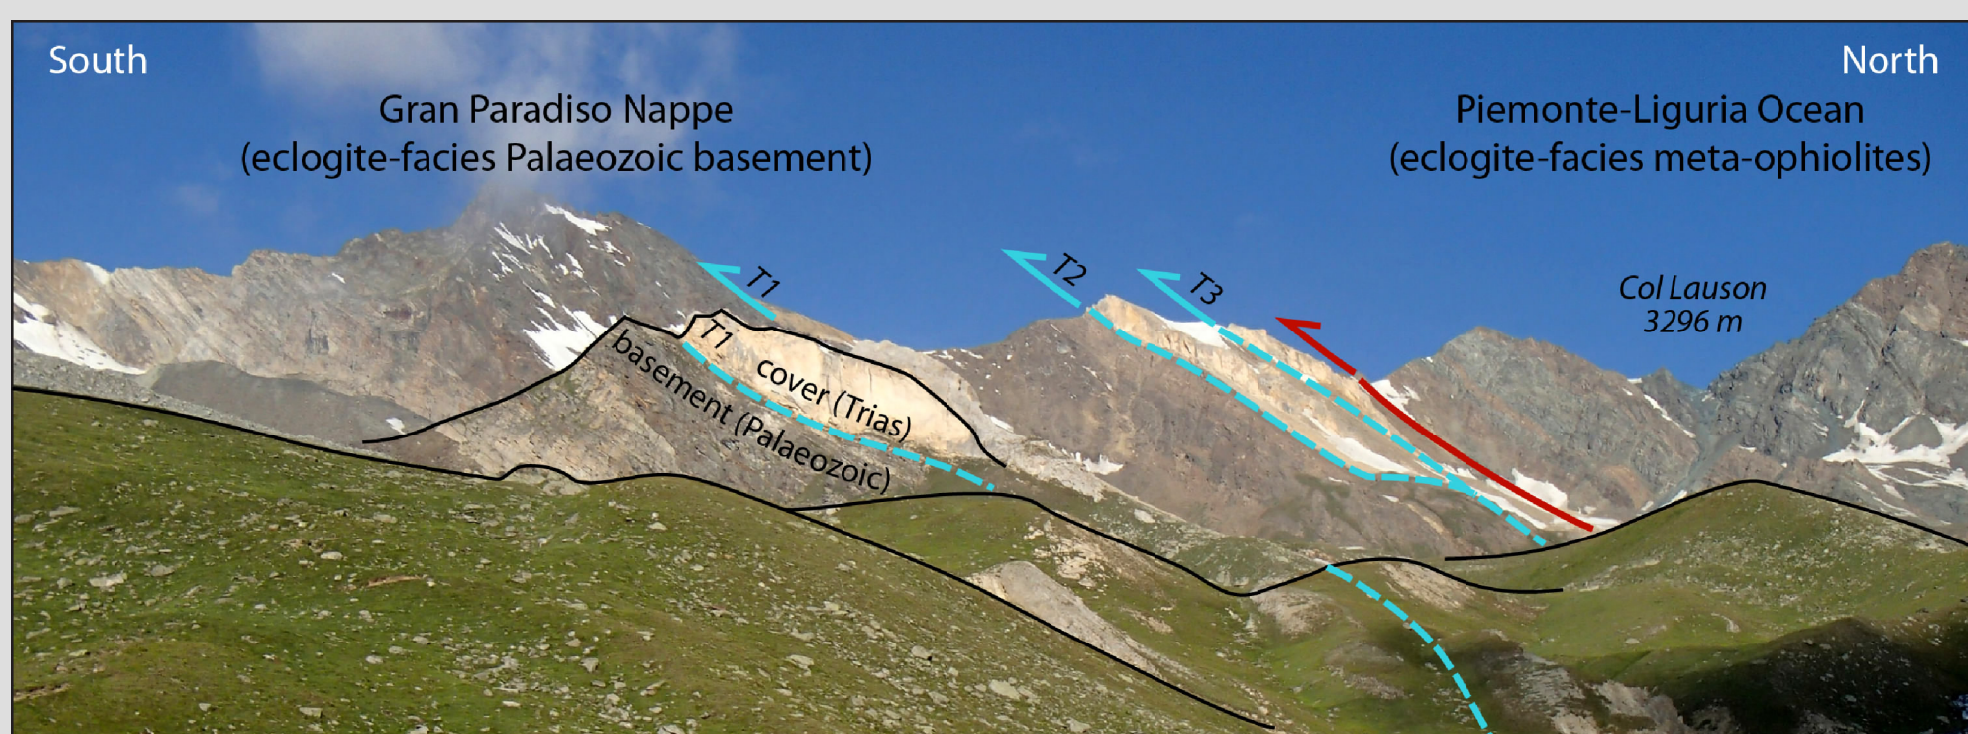 South
North
Gran Paradiso Nappe
(eclogite-facies Palaeozoic basement)
Piemonte-Liguria Ocean
(eclogite-facies meta-ophiolites)
T1
T2
T3
Col Lauson
3296 m
T1
cover (Trias)
basement (Palaeozoic)